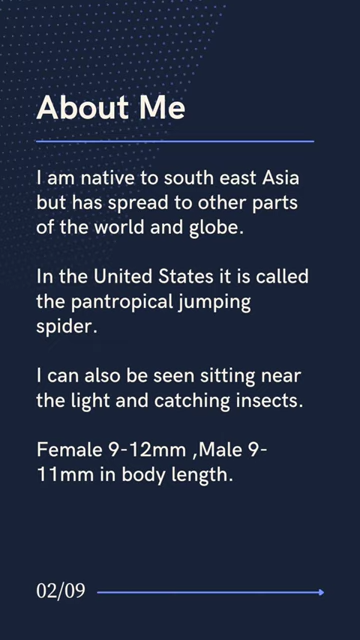 About Me
I am native to south east Asia
but has spread to other parts
of the world and globe.
In the United States it is called
the pantropical jumping
spider.
I can also be seen sitting near
the light and catching insects.
Female 9-12mm ,Male 9-
11mm in body length.
02/09